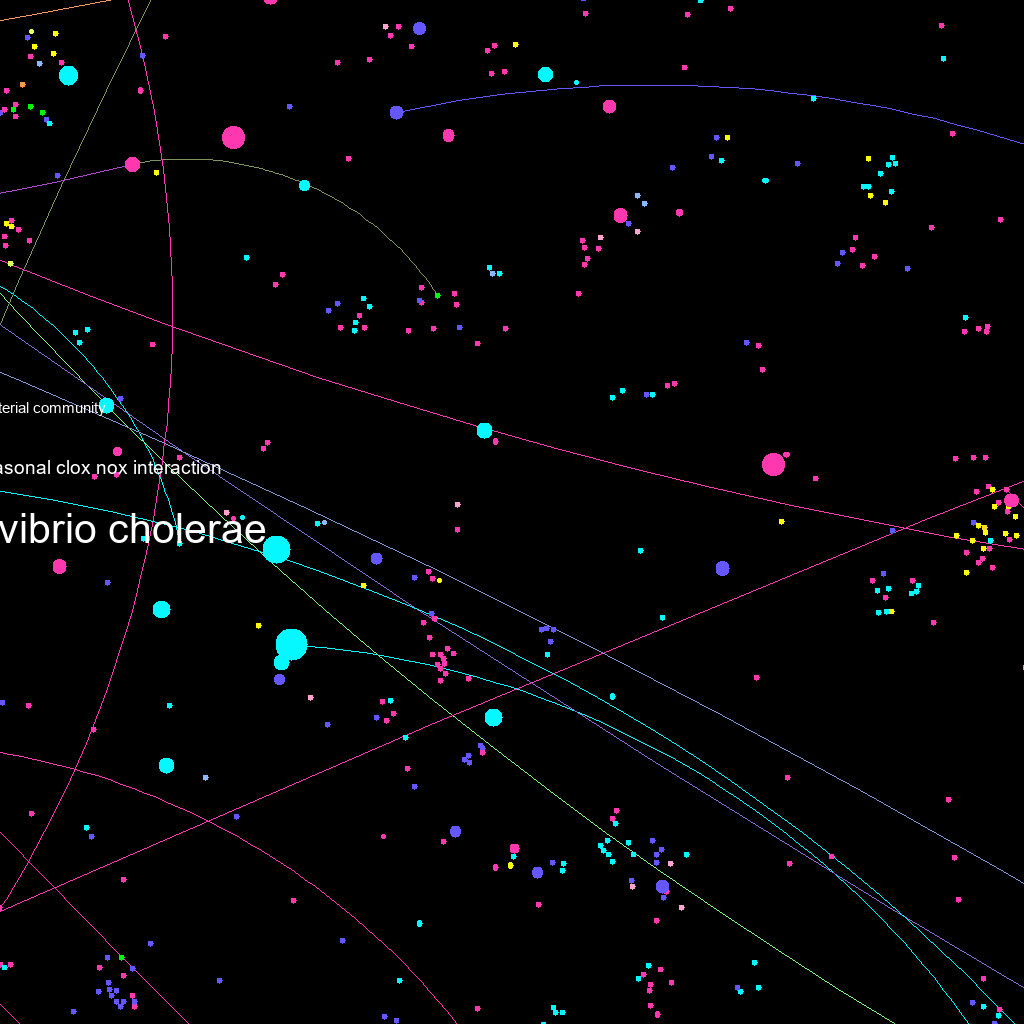 terial community
asonal clox nox interaction
vibrio cholerae